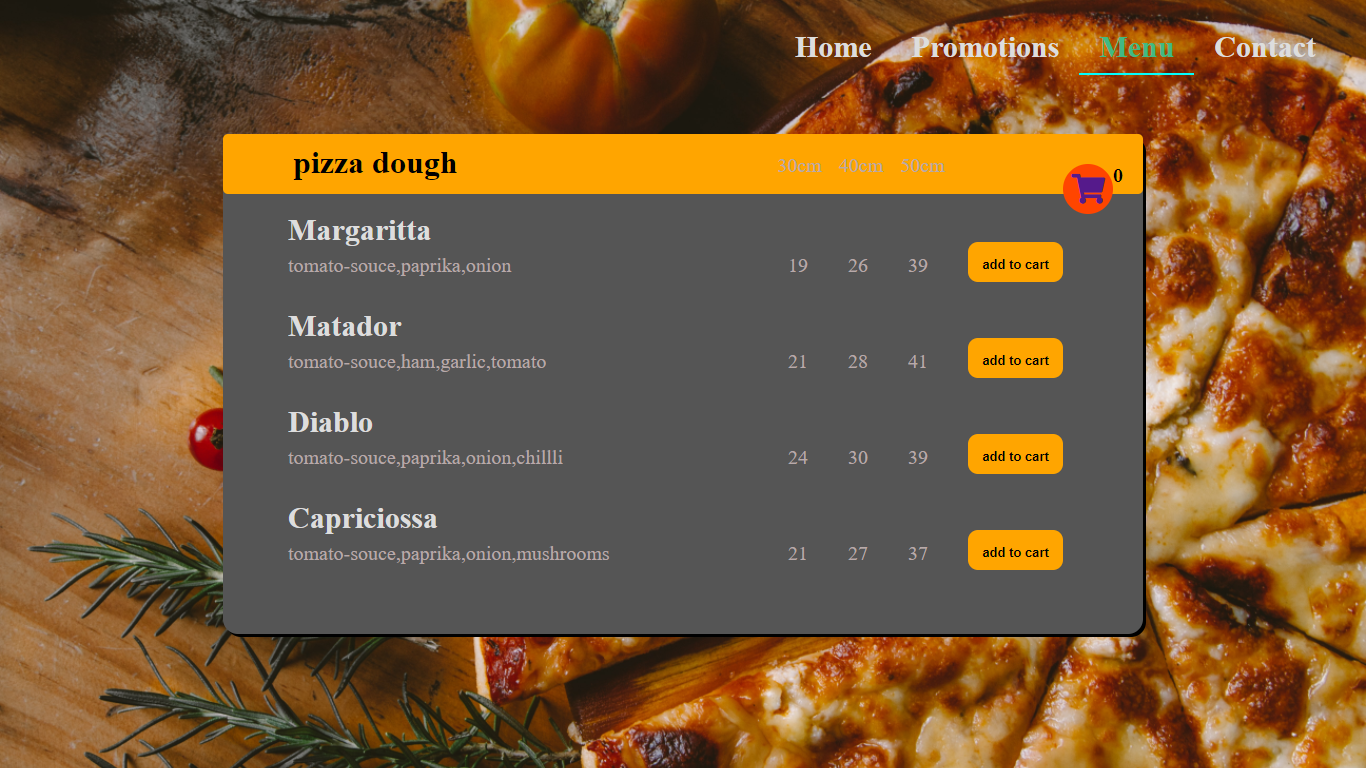 Home Promotions Menu Contact
pizza dough 30cm 40cm 50cm 0
Margaritta
tomato-souce,paprika,onion 19 26 39 add to cart
Matador
tomato-souce,ham,garlic,tomato 21 28 41 add to cart
Diablo
tomato-souce,paprika,onion,chillli 24 30 39 add to cart
Capriciossa
tomato-souce,paprika,onion,mushrooms 21 27 37 add to cart